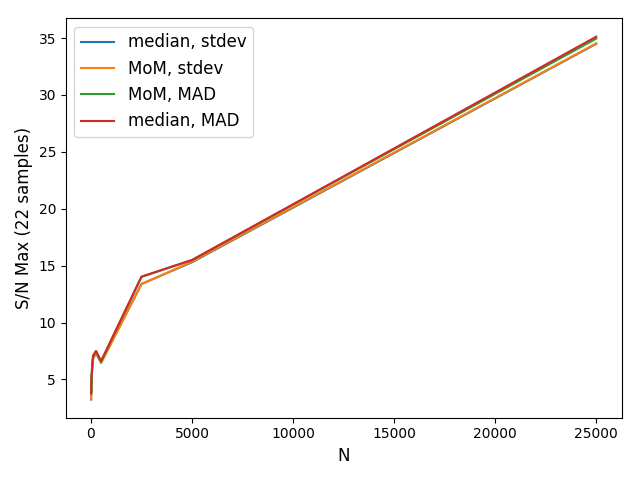 median, stdev
MoM, stdev
MoM, MAD
median, MAD
35
30
25
20
15
10
5
S/N Max (22 samples)
0 5000 10000 15000 20000 25000
N